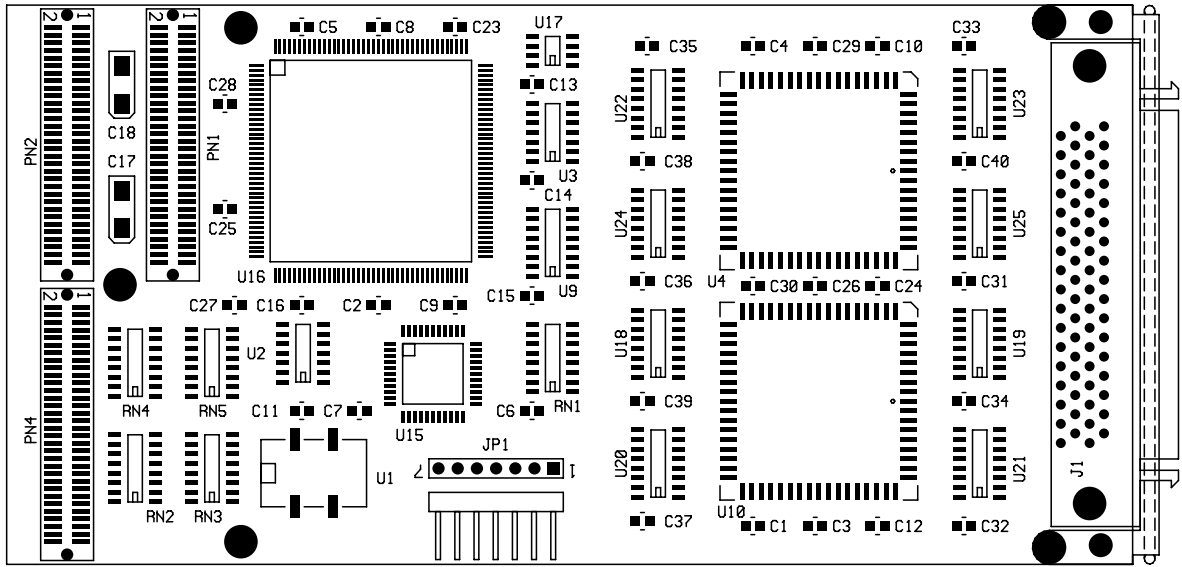 2 1
2 1
C5
C8
C23
U17
C33
C35
C4
C29
C10
C28
C13
U22
U23
C18
PN2
PN1
C17
C38
C40
U3
C14
C25
U24
U25
U16
C15
U9
C36
U4
C30
C26
C24
C31
2 1
C27
C16
C2
C9
U2
U18
U19
RN4
RN5
C11
C7
C6
RN1
C39
C34
PN4
U15
JP1
7
1
U20
U21
J1
U1
RN2
RN3
U10
C37
C1
C3
C12
C32